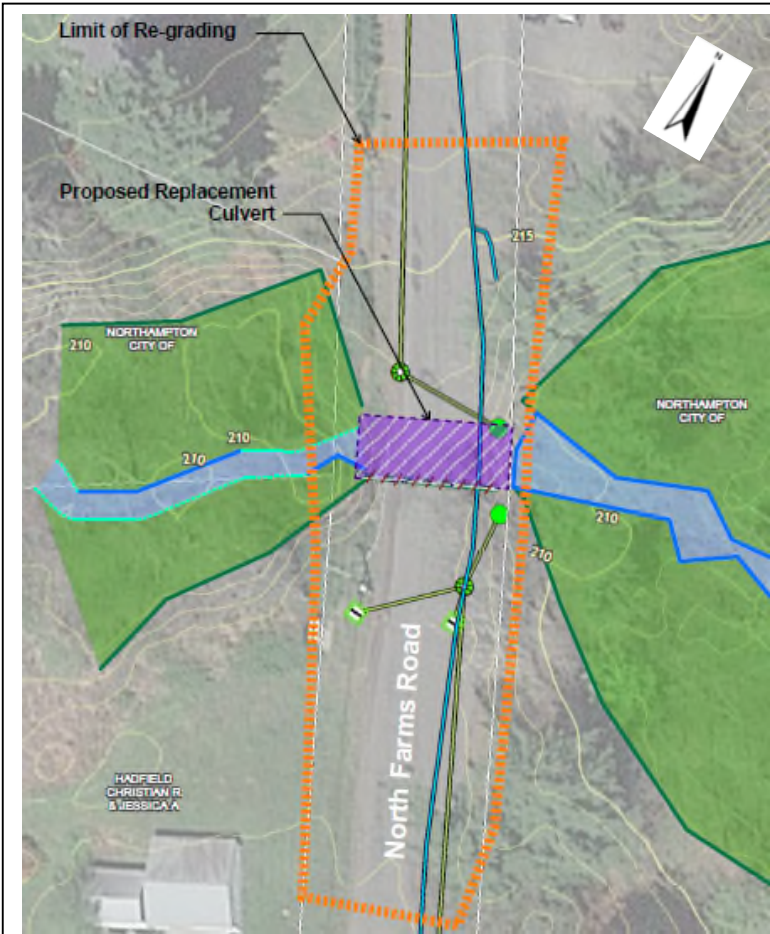 Limit of Re-grading
N
Proposed Replacement
Culvert
215
NORTHAMPTON
CITY OF
210
210
210
NORTHAMPTON
CITY OF
210
210
North Farms Road
HADFIELD
CHRISTIAN R
& JESSICA A